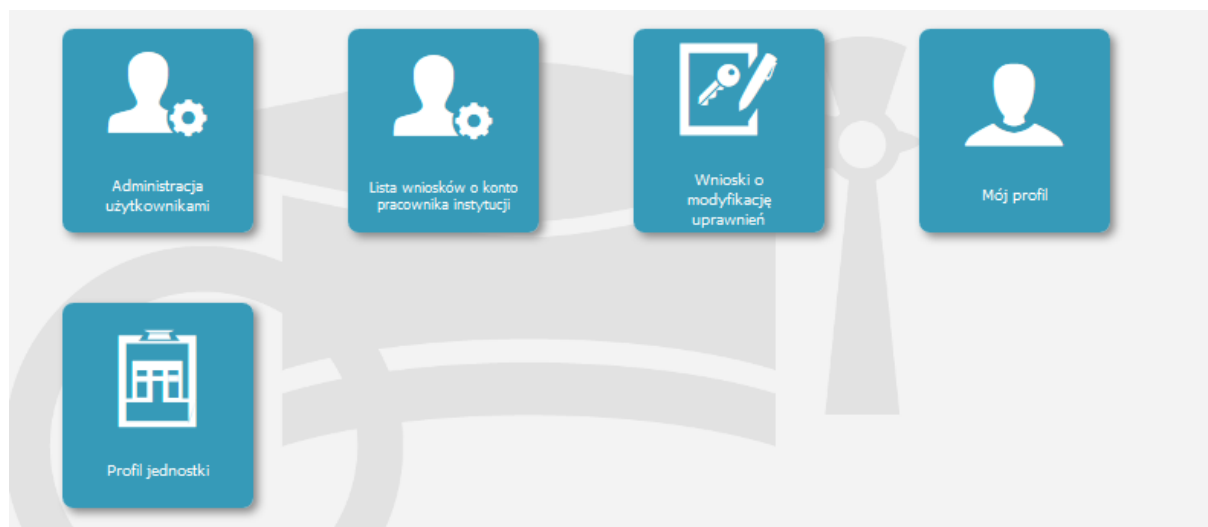 Administracja
użytkownikami
Lista wniosków o konto
pracownika instytucji
Wnioski o
modyfikację
uprawnień
Mój profil
Profil jednostki